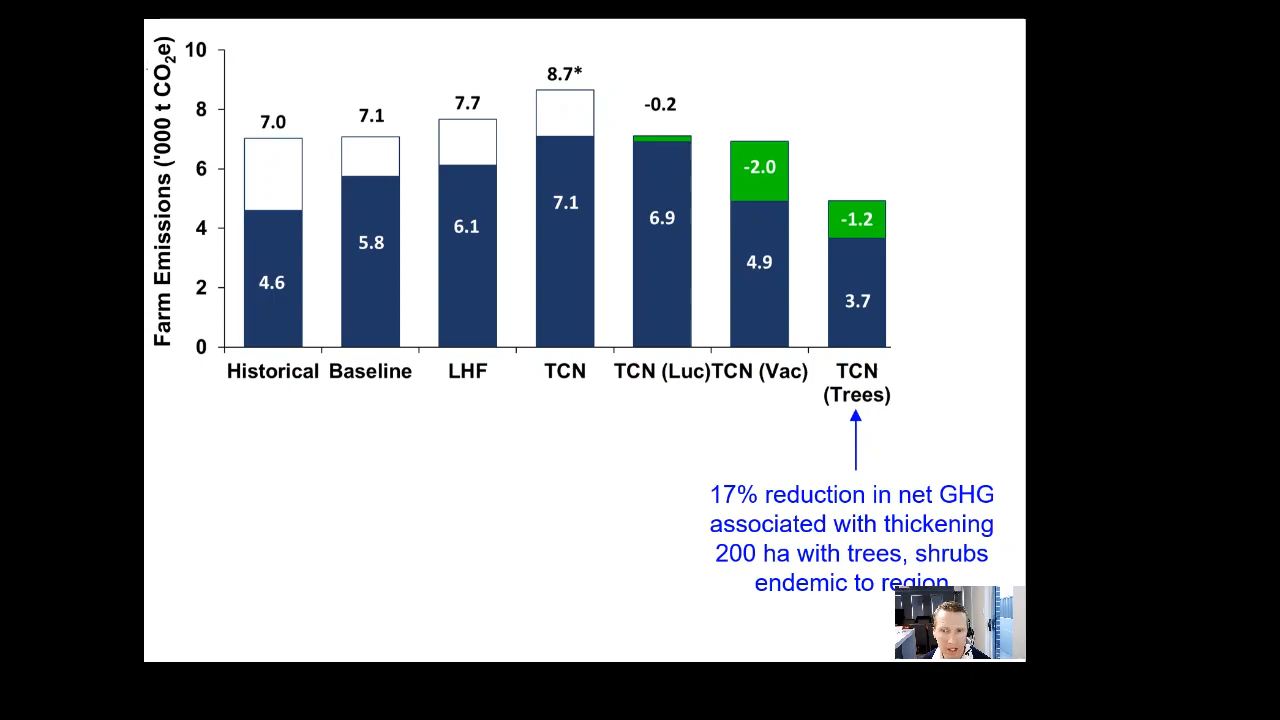 Farm Emissions ('000 t CO₂e)
10
8
6
4
2
0
7.0
7.1
7.7
8.7*
-0.2
-2.0
-1.2
4.6
5.8
6.1
7.1
6.9
4.9
3.7
Historical
Baseline
LHF
TCN
TCN (Luc)
TCN (Vac)
TCN
(Trees)
17% reduction in net GHG
associated with thickening
200 ha with trees, shrubs
endemic to region